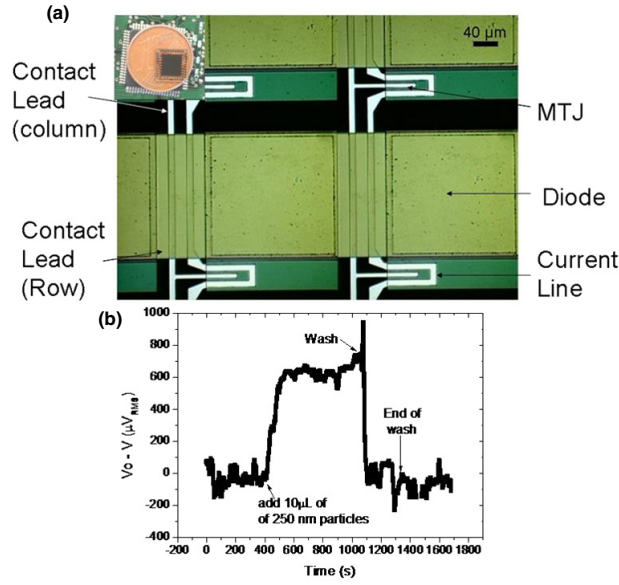 (a)
40 µm
Contact
Lead
(column)
MTJ
Diode
Contact
Lead
(Row)
Current
Line
(b)
1000
800
600
400
200
0
-200
-400
Vo - V (µV_RMS)
Wash
End of
wash
add 10µL of
of 250 nm particles
-200 0 200 400 600 800 1000 1200 1400 1600 1800
Time (s)